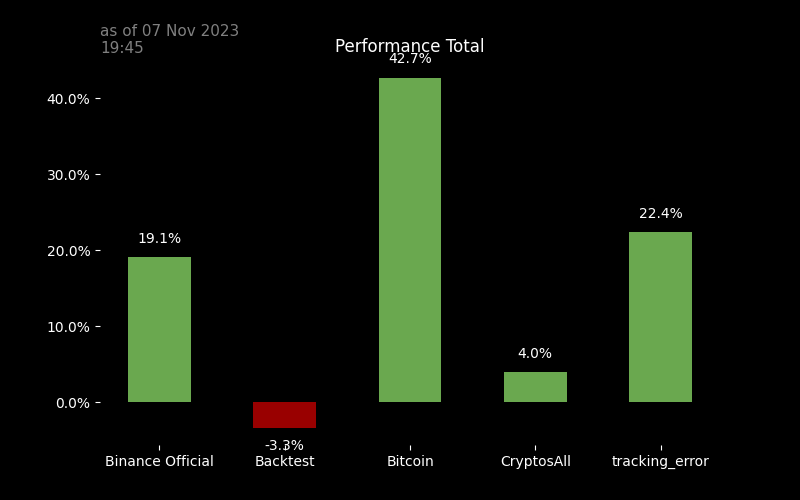 as of 07 Nov 2023
19:45
Performance Total
42.7%
40.0%
30.0%
22.4%
19.1%
20.0%
10.0%
4.0%
0.0%
-3.3%
Binance Official
Backtest
Bitcoin
CryptosAll
tracking_error